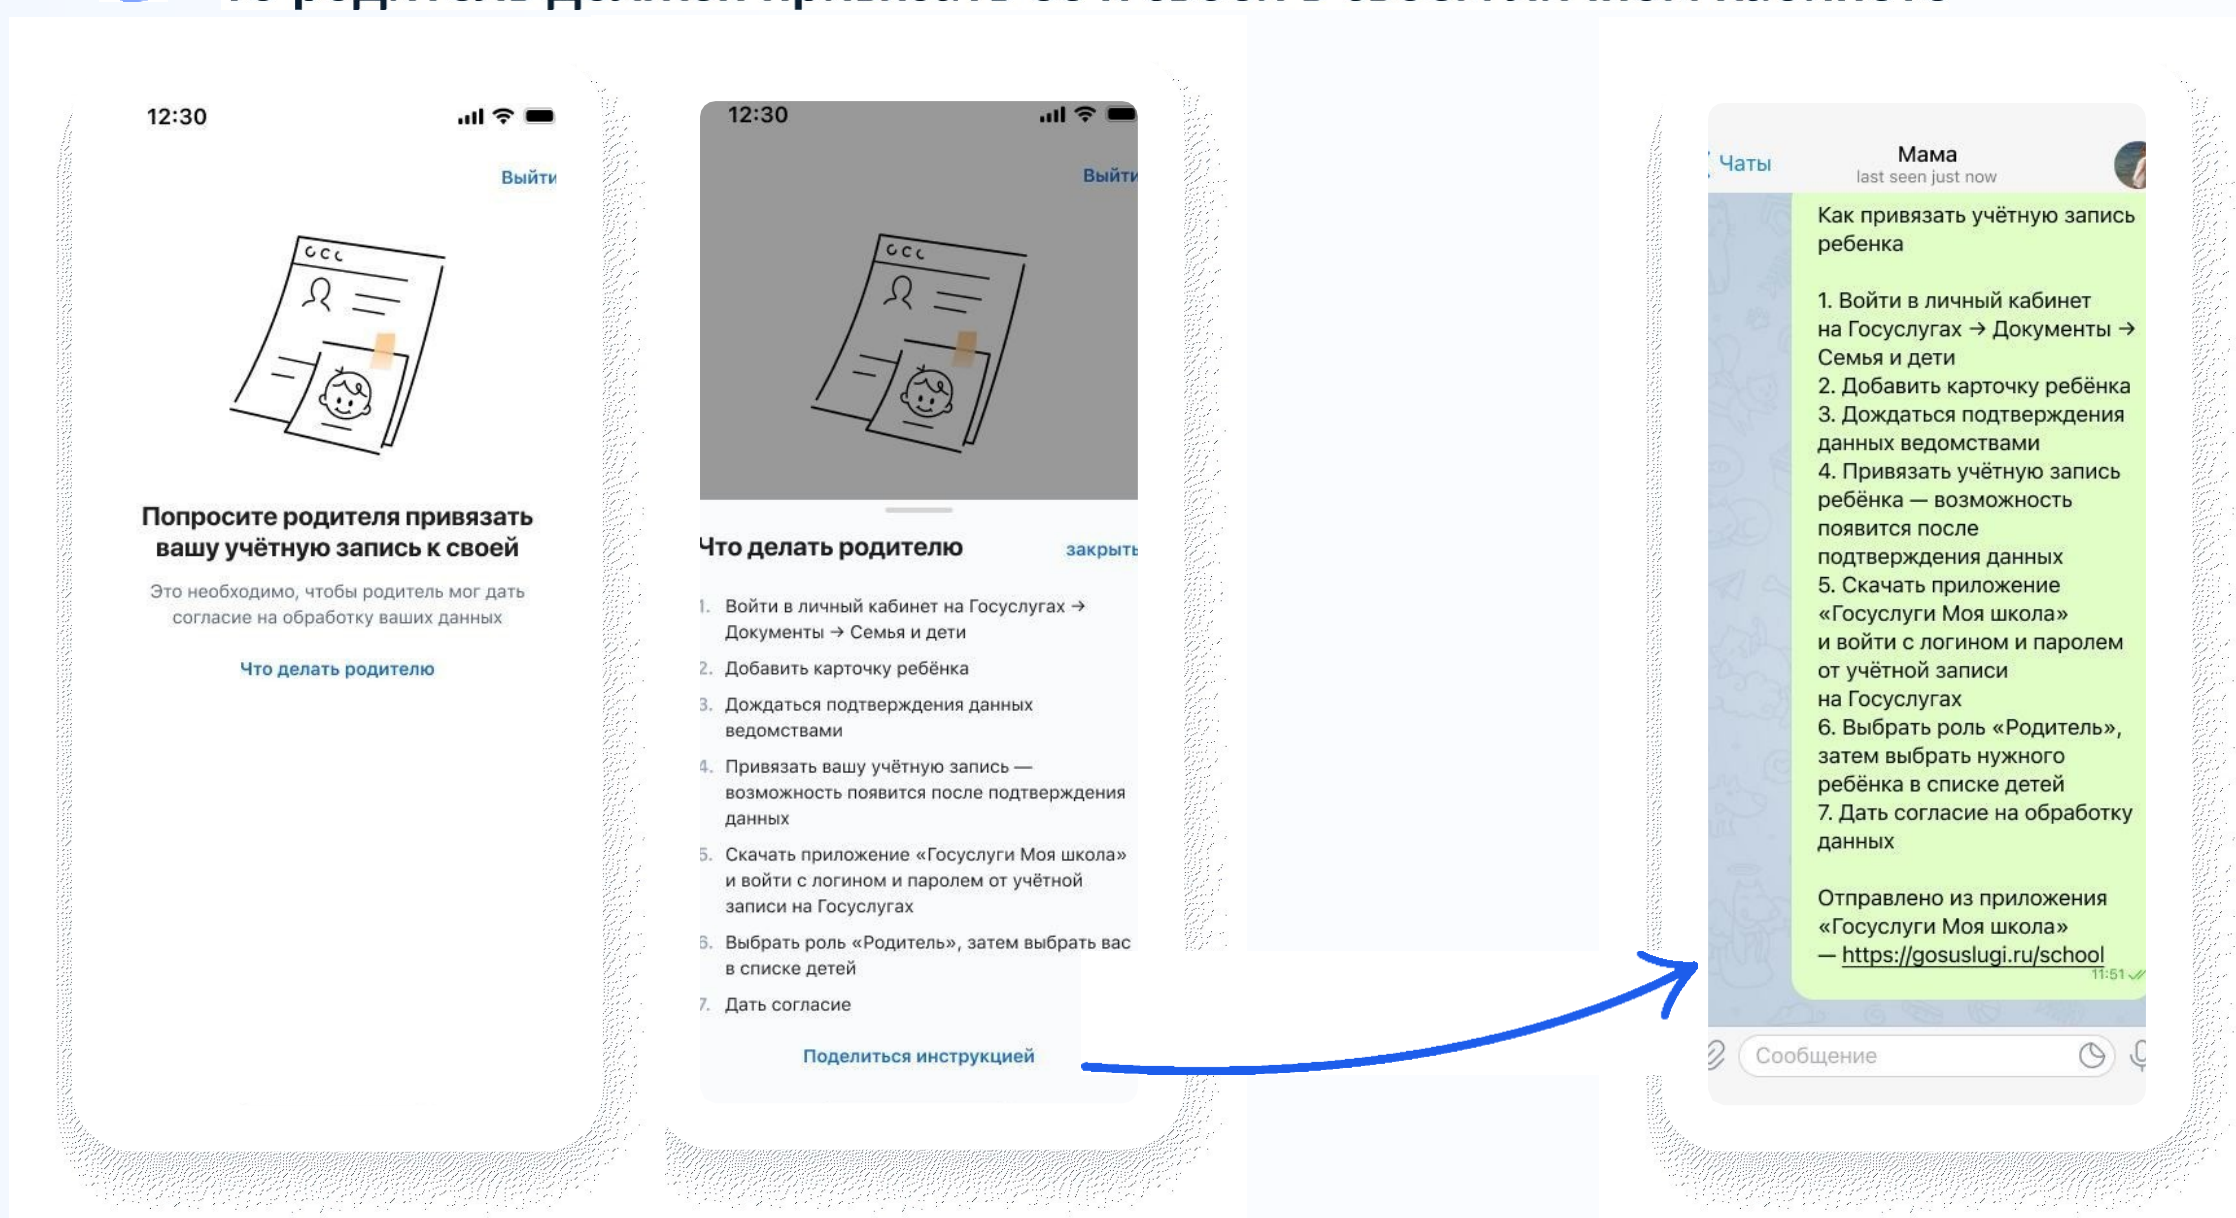 12:30
Выйти
Попросите родителя привязать
вашу учётную запись к своей
Это необходимо, чтобы родитель мог дать
согласие на обработку ваших данных
Что делать родителю
12:30
Выйти
Что делать родителю
закрыть
1. Войти в личный кабинет на Госуслугах →
Документы → Семья и дети
2. Добавить карточку ребёнка
3. Дождаться подтверждения данных
ведомствами
4. Привязать вашу учётную запись —
возможность появится после подтверждения
данных
5. Скачать приложение «Госуслуги Моя школа»
и войти с логином и паролем от учётной
записи на Госуслугах
6. Выбрать роль «Родитель», затем выбрать вас
в списке детей
7. Дать согласие
Поделиться инструкцией
Чаты
Мама
last seen just now
Как привязать учётную запись
ребенка
1. Войти в личный кабинет
на Госуслугах → Документы →
Семья и дети
2. Добавить карточку ребёнка
3. Дождаться подтверждения
данных ведомствами
4. Привязать учётную запись
ребёнка — возможность
появится после
подтверждения данных
5. Скачать приложение
«Госуслуги Моя школа»
и войти с логином и паролем
от учётной записи
на Госуслугах
6. Выбрать роль «Родитель»,
затем выбрать нужного
ребёнка в списке детей
7. Дать согласие на обработку
данных
Отправлено из приложения
«Госуслуги Моя школа»
— https://gosuslugi.ru/school
11:51
Сообщение